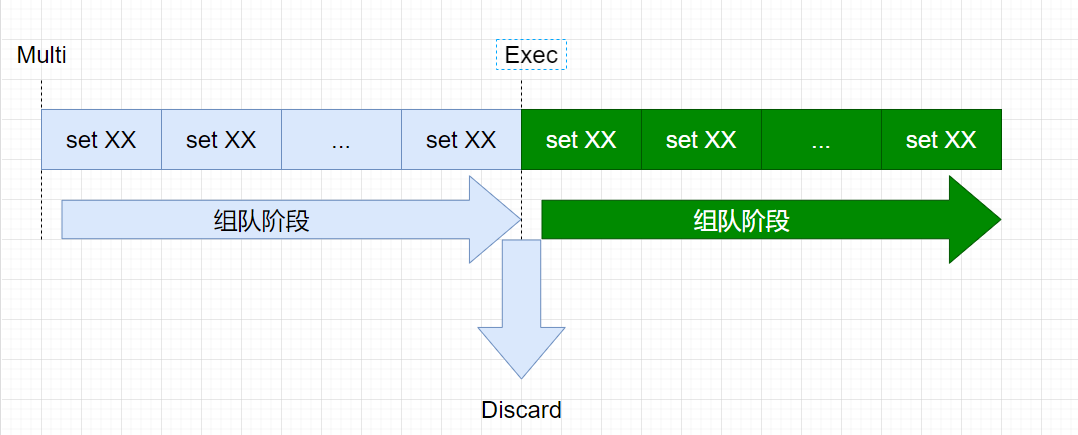 Multi
Exec
set XX
set XX
...
set XX
set XX
set XX
...
set XX
组队阶段
组队阶段
Discard